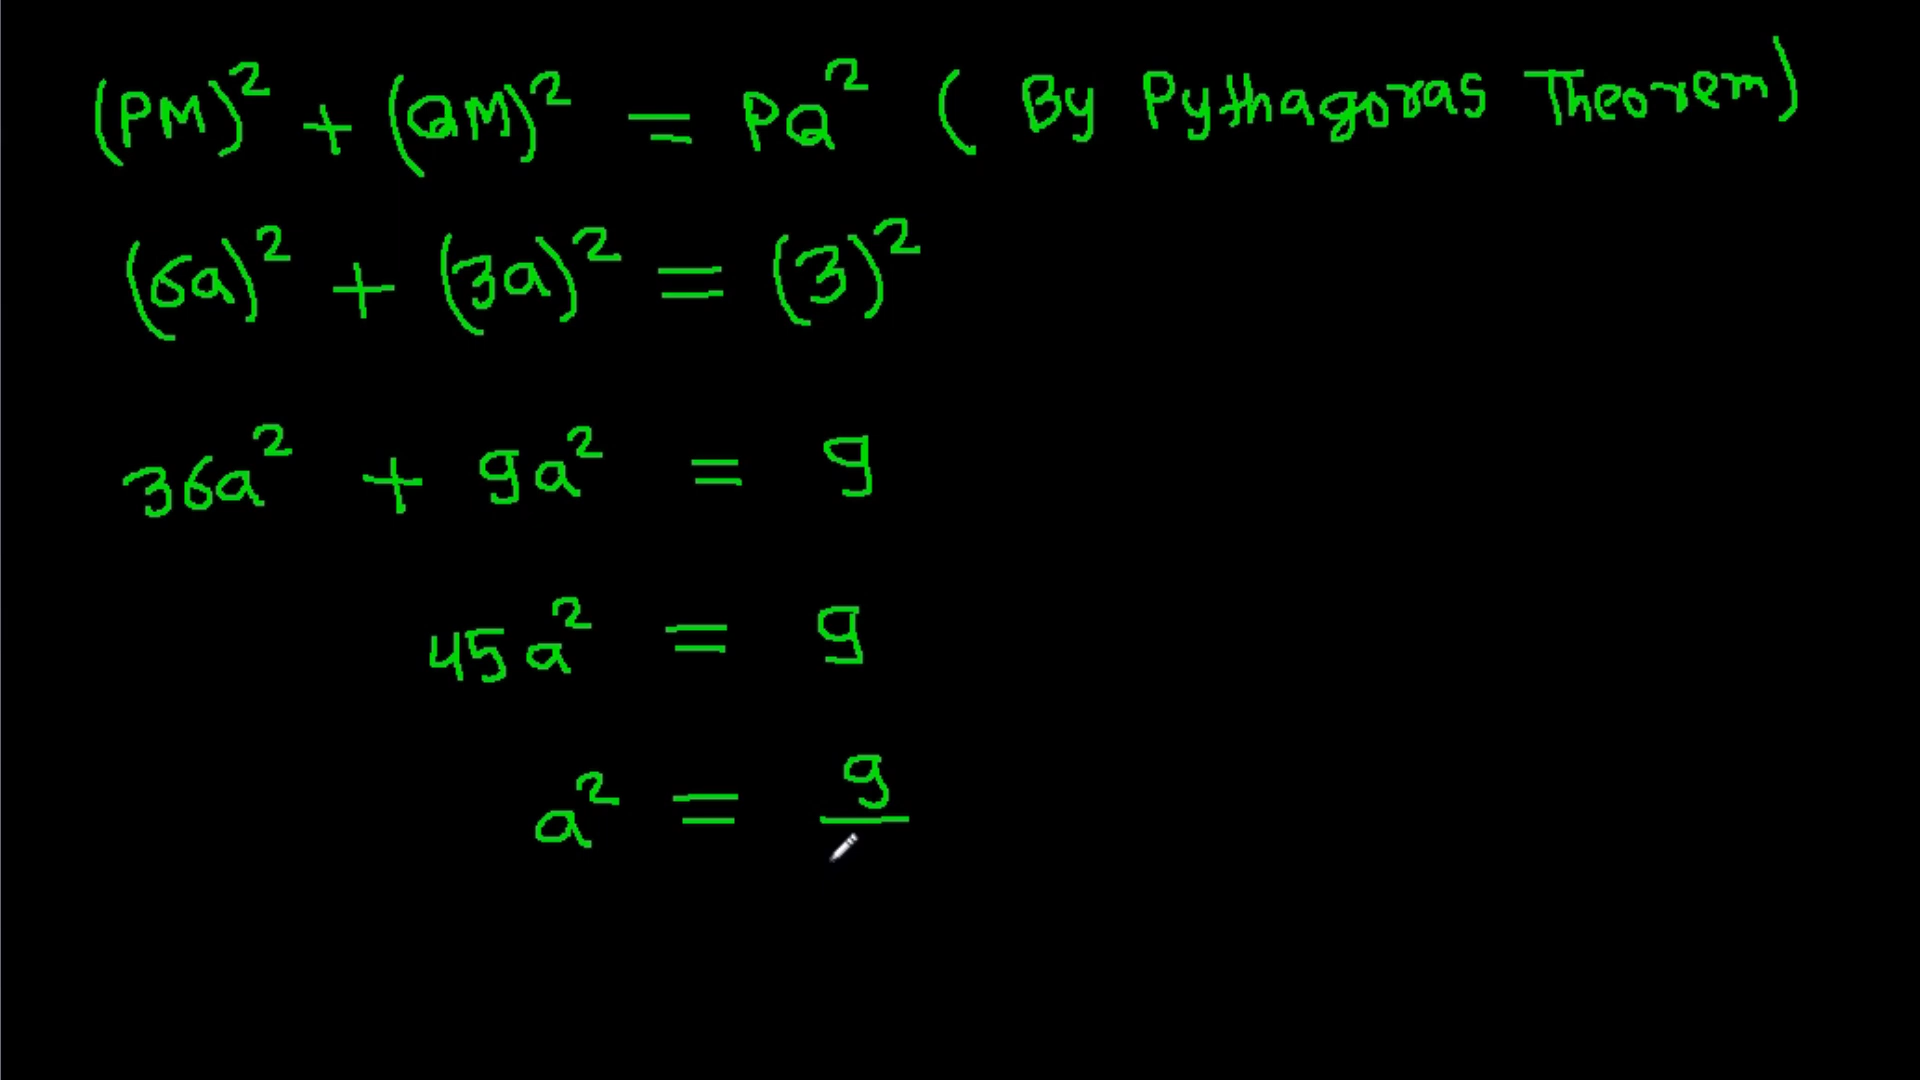 (PM)² + (QM)² = PQ² ( By Pythagoras Theorem)
(6a)² + (3a)² = (3)²
36a² + 9a² = 9
45a² = 9
a² = 9/